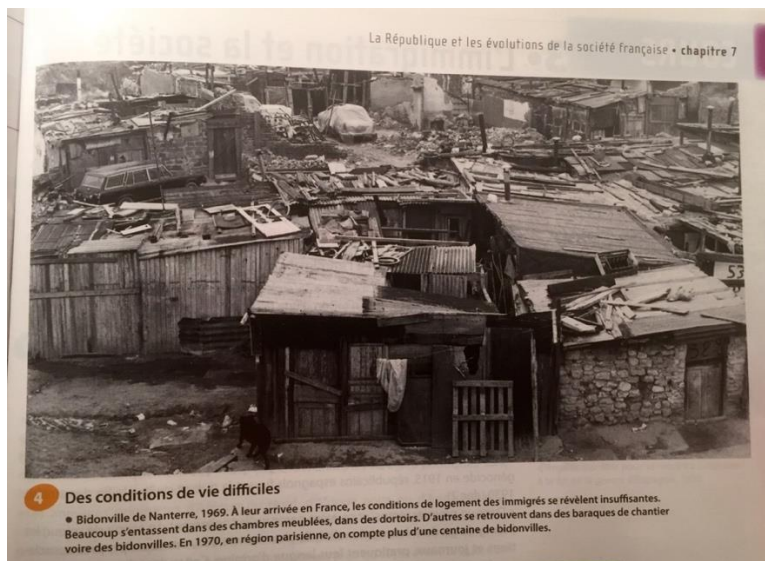 La République et les évolutions de la société française • chapitre 7
53
4 Des conditions de vie difficiles
• Bidonville de Nanterre, 1969. À leur arrivée en France, les conditions de logement des immigrés se révèlent insuffisantes.
Beaucoup s'entassent dans des chambres meublées, dans des dortoirs. D'autres se retrouvent dans des baraques de chantier
voire des bidonvilles. En 1970, en région parisienne, on compte plus d'une centaine de bidonvilles.